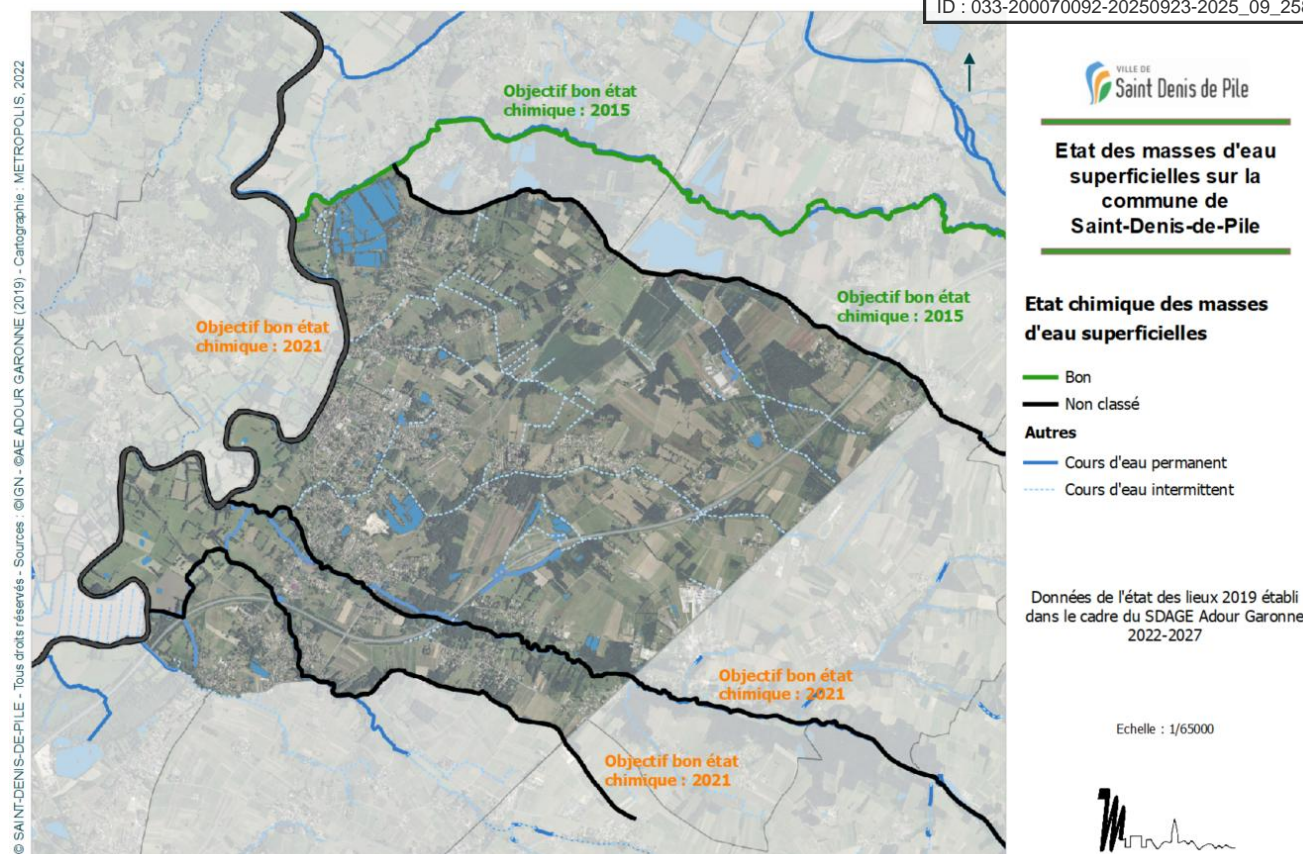 ID : 033-200070092-20250923-2025_09_258
© SAINT-DENIS-DE-PILE - Tous droits réservés - Sources : ©IGN - ©AE ADOUR GARONNE (2019) - Cartographie : METROPOLIS, 2022
Objectif bon état
chimique : 2015
Objectif bon état
chimique : 2021
Objectif bon état
chimique : 2015
Objectif bon état
chimique : 2021
Objectif bon état
chimique : 2021
VILLE DE
Saint Denis de Pile
Etat des masses d'eau
superficielles sur la
commune de
Saint-Denis-de-Pile
Etat chimique des masses
d'eau superficielles
Bon
Non classé
Autres
Cours d'eau permanent
Cours d'eau intermittent
Données de l'état des lieux 2019 établi
dans le cadre du SDAGE Adour Garonne
2022-2027
Echelle : 1/65000